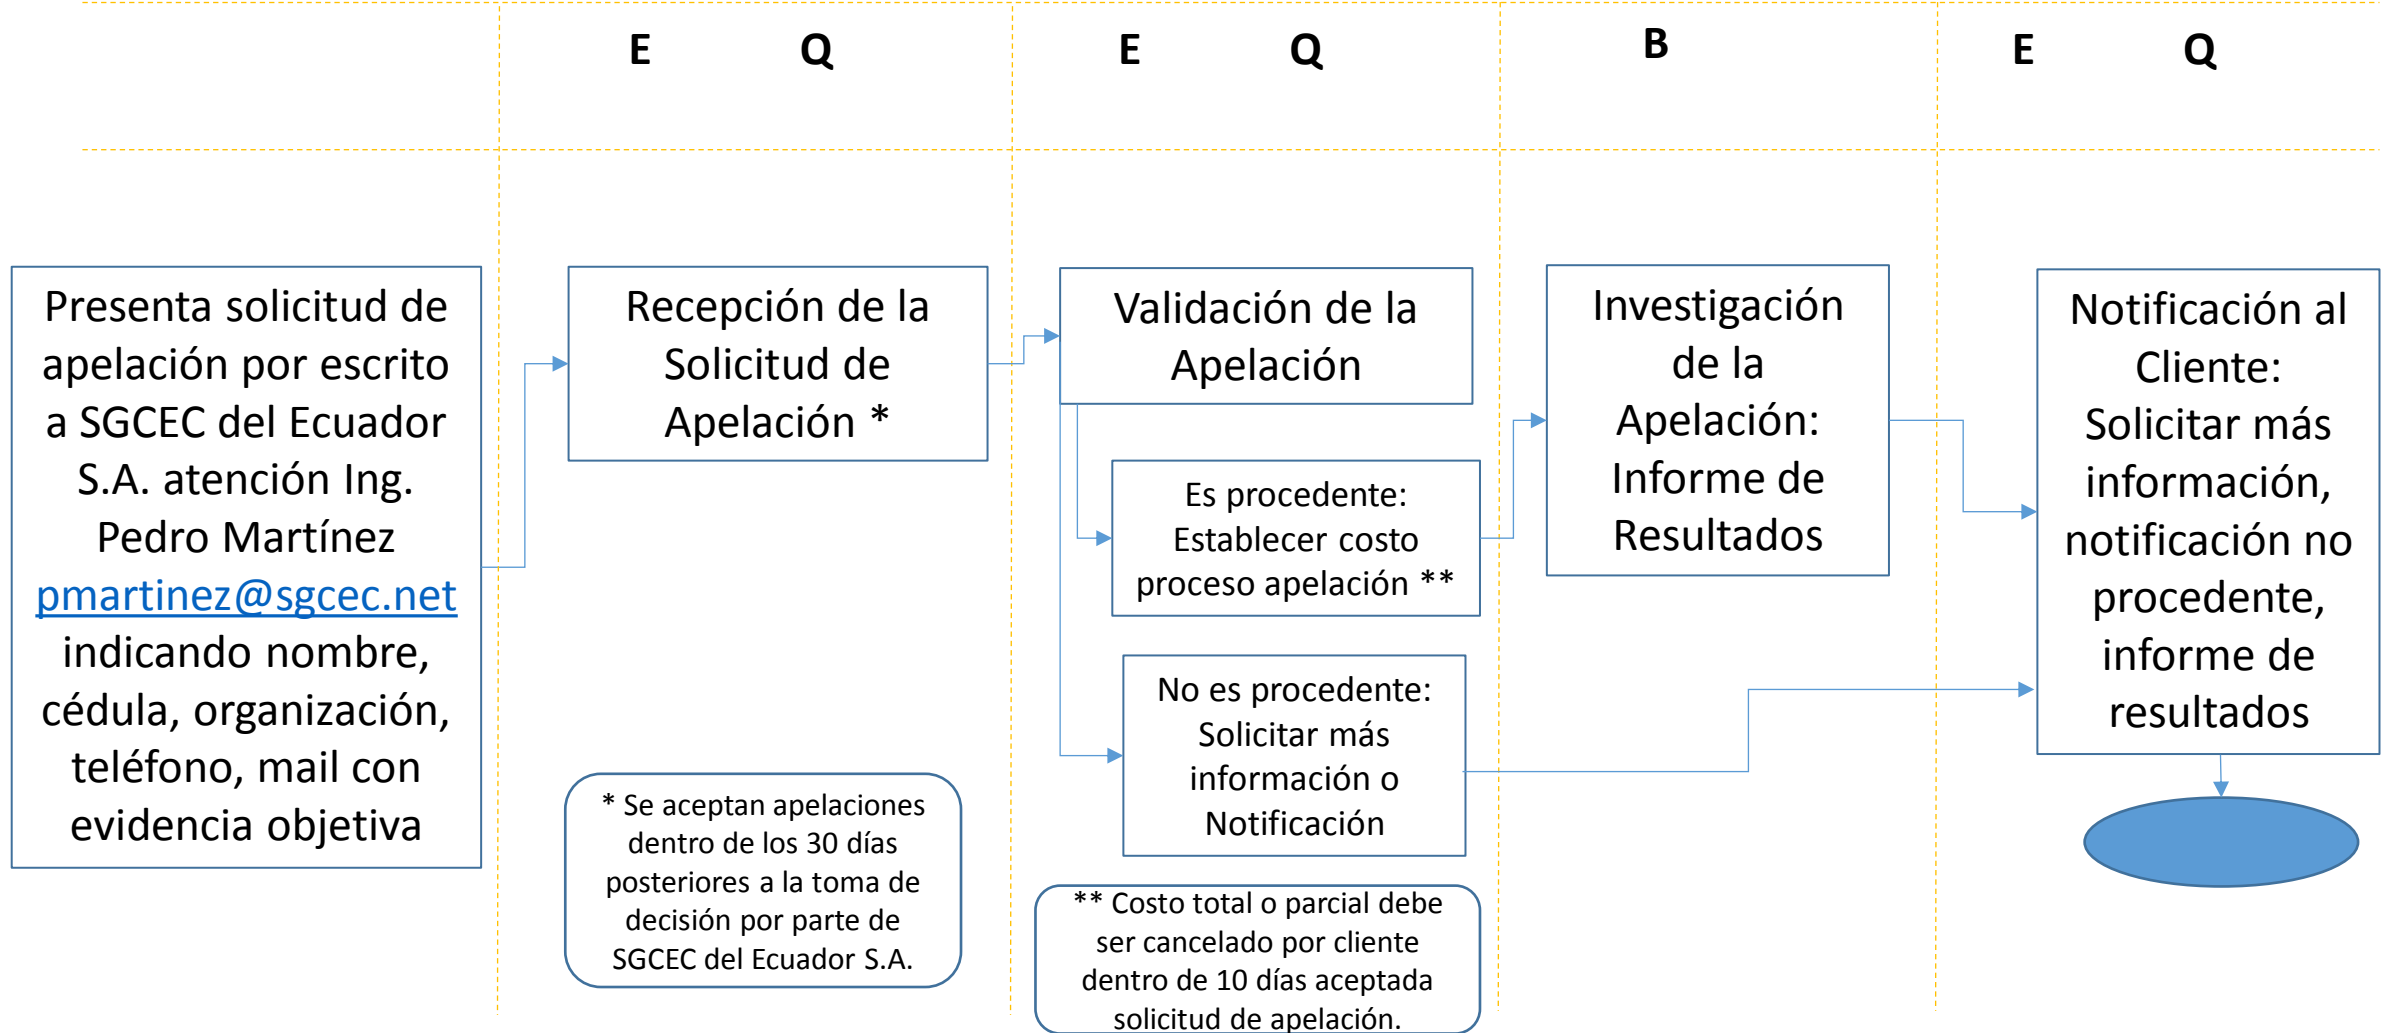 E Q
E Q
B
E Q
Presenta solicitud de
apelación por escrito
a SGCEC del Ecuador
S.A. atención Ing.
Pedro Martínez
pmartinez@sgcec.net
indicando nombre,
cédula, organización,
teléfono, mail con
evidencia objetiva
Recepción de la
Solicitud de
Apelación *
* Se aceptan apelaciones
dentro de los 30 días
posteriores a la toma de
decisión por parte de
SGCEC del Ecuador S.A.
Validación de la
Apelación
Es procedente:
Establecer costo
proceso apelación **
No es procedente:
Solicitar más
información o
Notificación
** Costo total o parcial debe
ser cancelado por cliente
dentro de 10 días aceptada
solicitud de apelación.
Investigación
de la
Apelación:
Informe de
Resultados
Notificación al
Cliente:
Solicitar más
información,
notificación no
procedente,
informe de
resultados